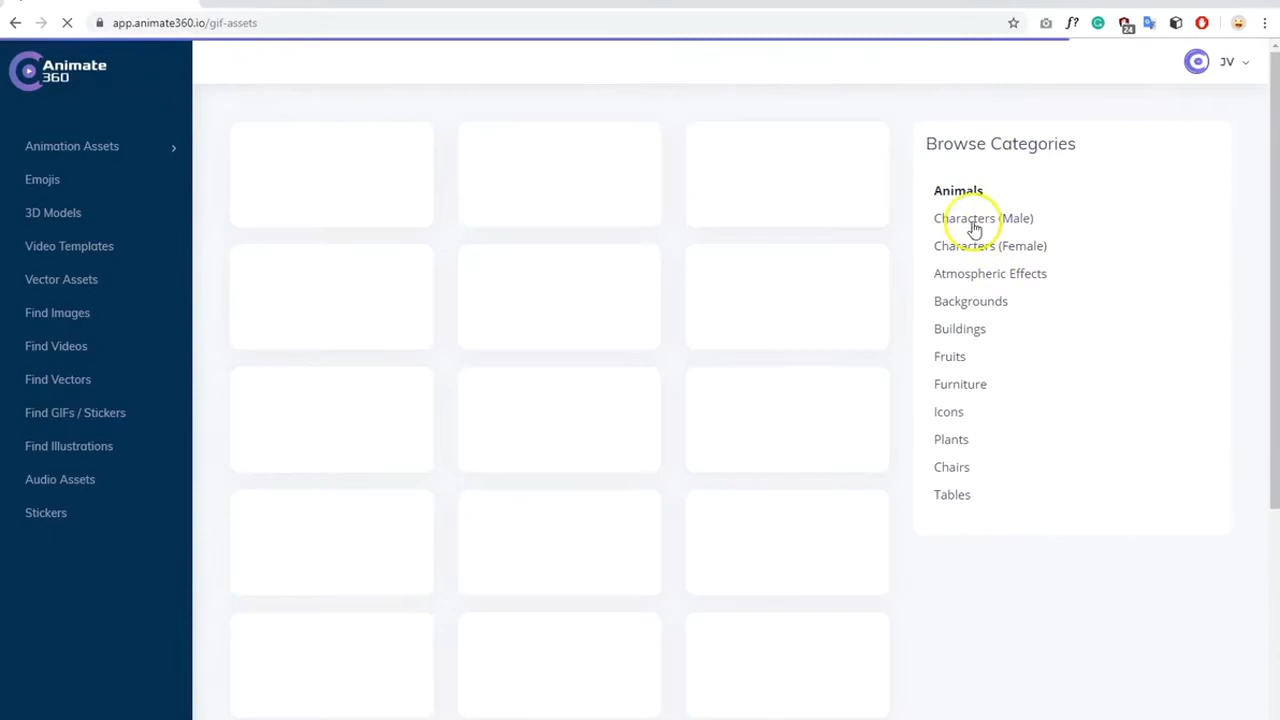 app.animate360.io/gif-assets
f?
24
Animate
360
JV
Animation Assets
Emojis
3D Models
Video Templates
Vector Assets
Find Images
Find Videos
Find Vectors
Find GIFs / Stickers
Find Illustrations
Audio Assets
Stickers
Browse Categories
Animals
Characters (Male)
Characters (Female)
Atmospheric Effects
Backgrounds
Buildings
Fruits
Furniture
Icons
Plants
Chairs
Tables